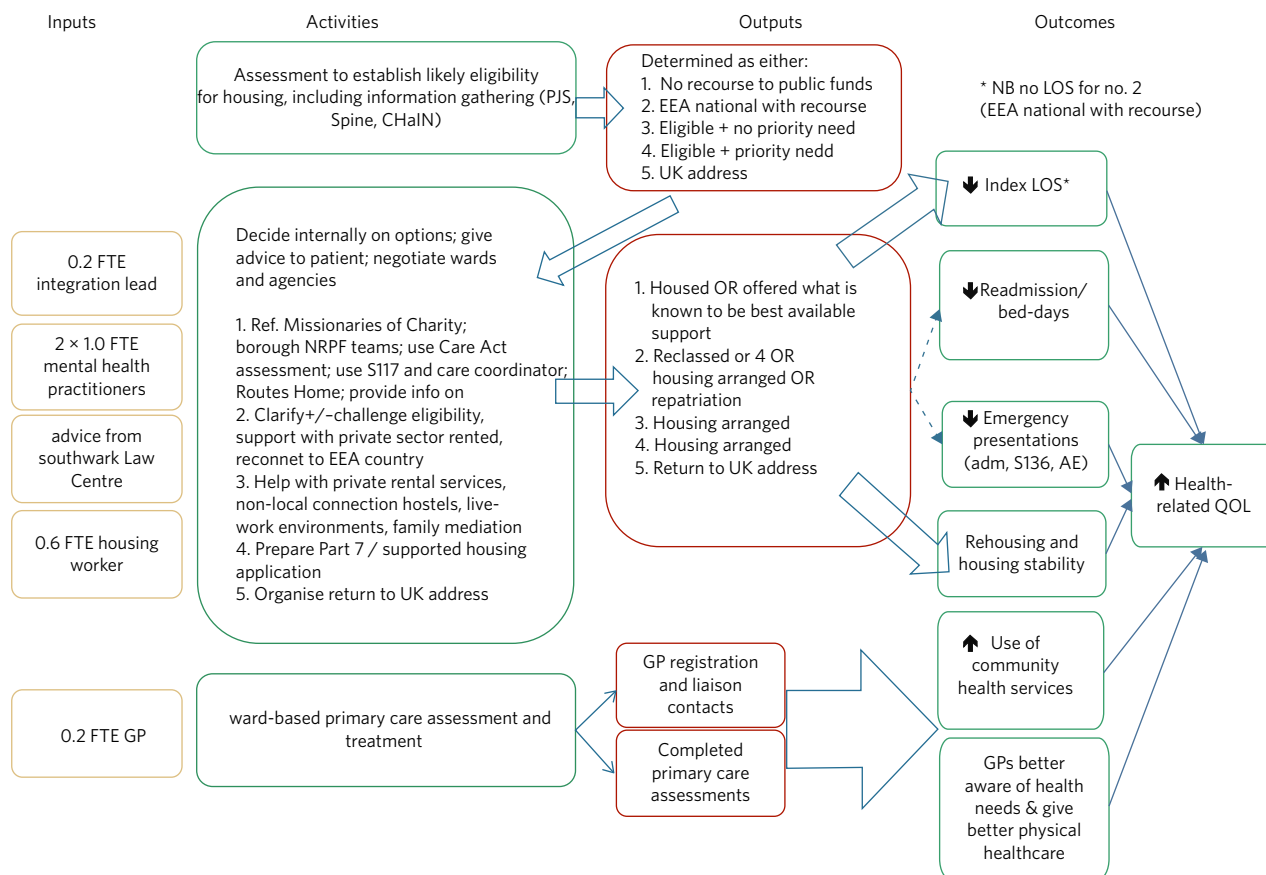 Inputs
Activities
Outputs
Outcomes
Assessment to establish likely eligibility
for housing, including information gathering (PJS,
Spine, CHaIN)
Determined as either:
1. No recourse to public funds
2. EEA national with recourse
3. Eligible + no priority need
4. Eligible + priority nedd
5. UK address
* NB no LOS for no. 2
(EEA national with recourse)
0.2 FTE
integration lead
2 × 1.0 FTE
mental health
practitioners
advice from
southwark Law
Centre
0.6 FTE housing
worker
Decide internally on options; give
advice to patient; negotiate wards
and agencies
1. Ref. Missionaries of Charity;
borough NRPF teams; use Care Act
assessment; use S117 and care coordinator;
Routes Home; provide info on
2. Clarify+/–challenge eligibility,
support with private sector rented,
reconnet to EEA country
3. Help with private rental services,
non-local connection hostels, live-
work environments, family mediation
4. Prepare Part 7 / supported housing
application
5. Organise return to UK address
1. Housed OR offered what is
known to be best available
support
2. Reclassed or 4 OR
housing arranged OR
repatriation
3. Housing arranged
4. Housing arranged
5. Return to UK address
Index LOS*
Readmission/
bed-days
Emergency
presentations
(adm, S136, AE)
Rehousing and
housing stability
Health-
related QOL
0.2 FTE GP
ward-based primary care assessment and
treatment
GP registration
and liaison
contacts
Completed
primary care
assessments
Use of
community
health services
GPs better
aware of health
needs & give
better physical
healthcare